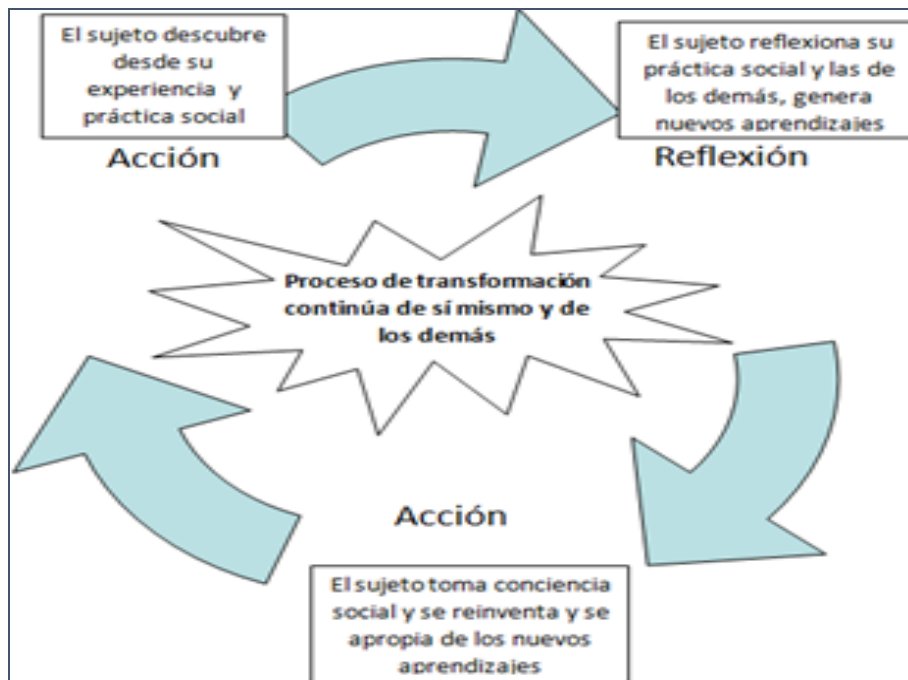 El sujeto descubre
desde su
experiencia y
práctica social
Acción
El sujeto reflexiona su
práctica social y las de
los demás, genera
nuevos aprendizajes
Reflexión
Proceso de transformación
continúa de sí mismo y de
los demás
Acción
El sujeto toma conciencia
social y se reinventa y se
apropia de los nuevos
aprendizajes